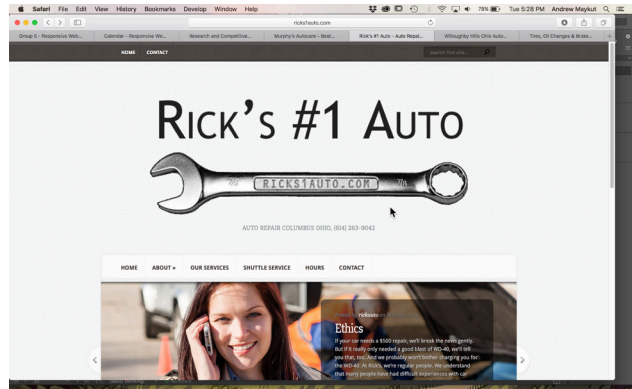 Safari File Edit View History Bookmarks Develop Window Help
78% Tue 5:28 PM Andrew Maykut
ricks1auto.com
Group 5 - Responsive Web... Calendar - Responsive We... Research and Competitive... Murphy's Autocare - Beav... Rick's #1 Auto - Auto Repai... Willoughby Hills Ohio Auto... Tires, Oil Changes & Brake...
HOME CONTACT
search this site...
RICK'S #1 AUTO
RICKS1AUTO.COM
AUTO REPAIR COLUMBUS OHIO, (614) 263-9042
HOME ABOUT » OUR SERVICES SHUTTLE SERVICE HOURS CONTACT
Posted by rickauto on
Ethics
If your car needs a $500 repair, we'll break the news gently.
But if it really only needed a good blast of WD-40, we'll tell
you that, too. And we probably won't bother charging you for
the WD-40. At Rick's, we're regular people. We understand
that many people have had difficult experiences with car